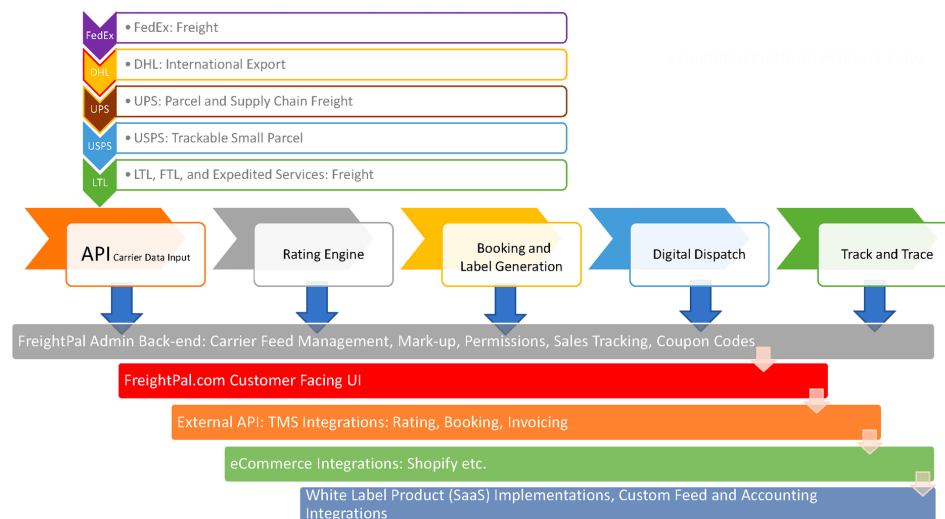 FedEx
• FedEx: Freight
DHL
• DHL: International Export
UPS
• UPS: Parcel and Supply Chain Freight
USPS
• USPS: Trackable Small Parcel
LTL
• LTL, FTL, and Expedited Services: Freight
API Carrier Data Input
Rating Engine
Booking and
Label Generation
Digital Dispatch
Track and Trace
FreightPal Admin Back-end: Carrier Feed Management, Mark-up, Permissions, Sales Tracking, Coupon Codes
FreightPal.com Customer Facing UI
External API: TMS Integrations: Rating, Booking, Invoicing
eCommerce Integrations: Shopify etc.
White Label Product (SaaS) Implementations, Custom Feed and Accounting
Integrations